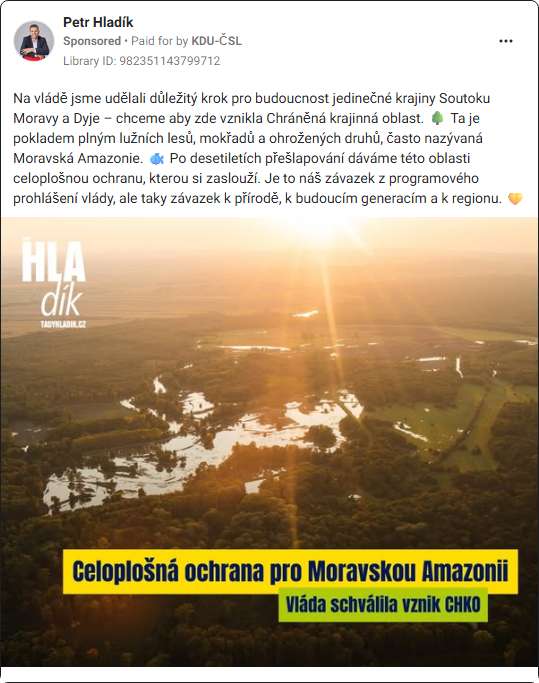 Petr Hladík
Sponsored • Paid for by KDU-ČSL
Library ID: 982351143799712
Na vládě jsme udělali důležitý krok pro budoucnost jedinečné krajiny Soutoku
Moravy a Dyje – chceme aby zde vznikla Chráněná krajinná oblast. 🌳 Ta je
pokladem plným lužních lesů, mokřadů a ohrožených druhů, často nazývaná
Moravská Amazonie. 🐟 Po desetiletích přešlapování dáváme této oblasti
celoplošnou ochranu, kterou si zaslouží. Je to náš závazek z programového
prohlášení vlády, ale taky závazek k přírodě, k budoucím generacím a k regionu. 💛
HLA
dík
TADYHLADIK.CZ
Celoplošná ochrana pro Moravskou Amazonii
Vláda schválila vznik CHKO